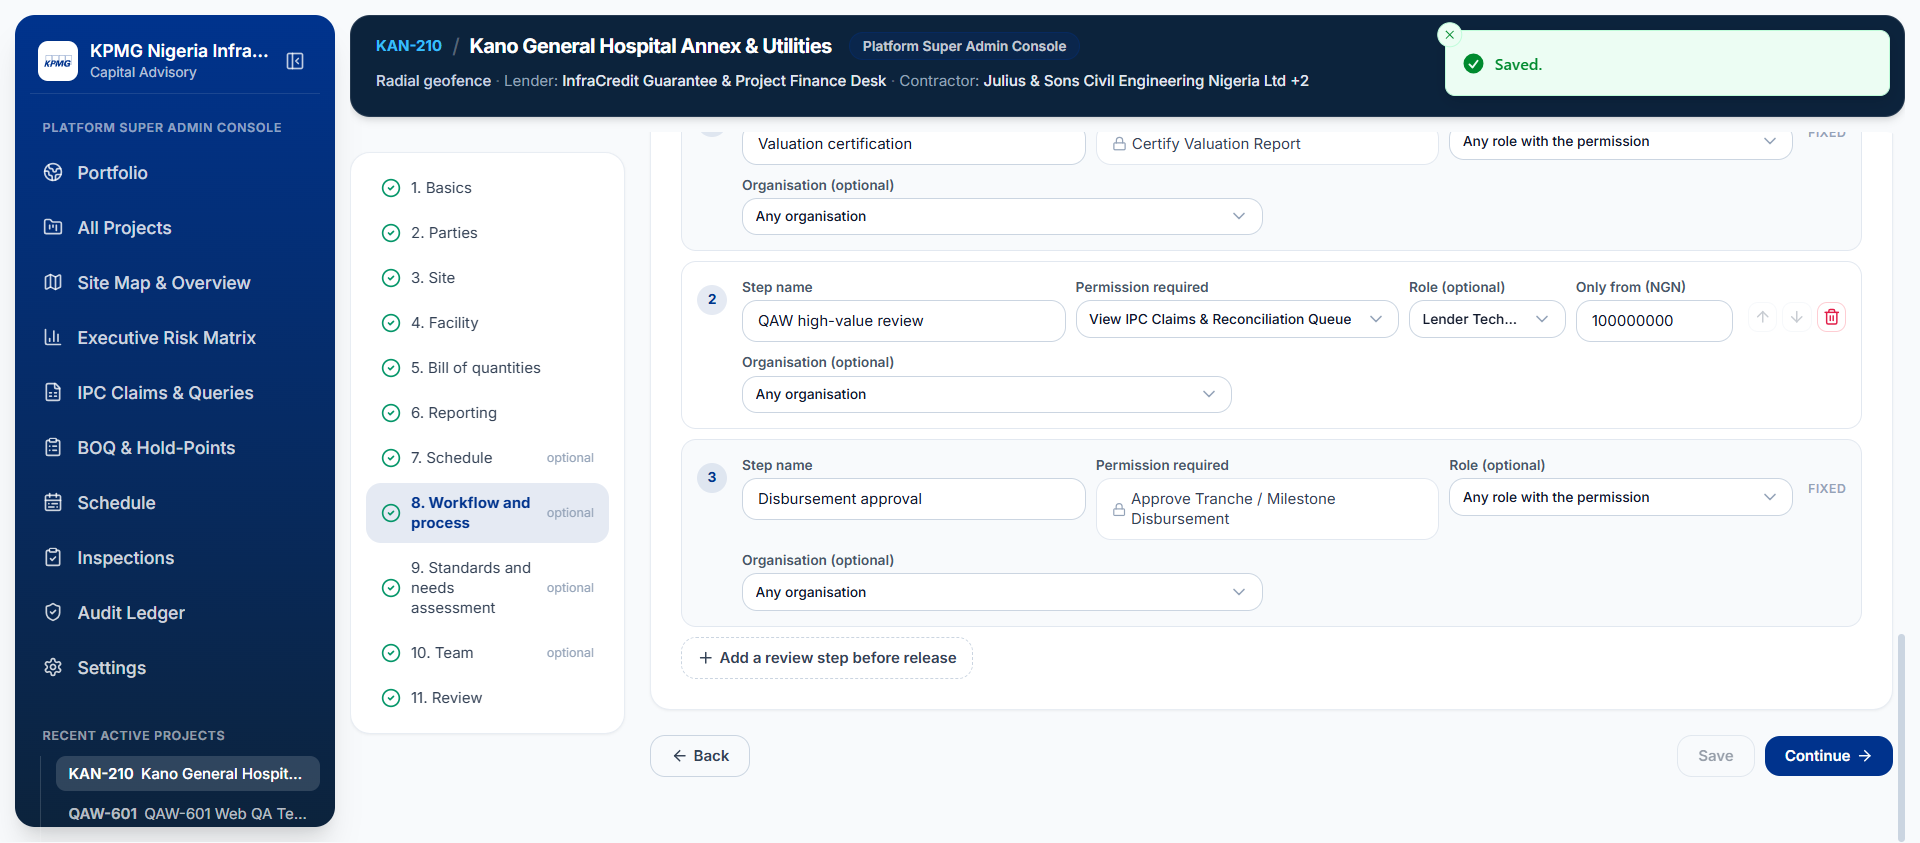 KPMG
KPMG Nigeria Infra...
Capital Advisory
PLATFORM SUPER ADMIN CONSOLE
Portfolio
All Projects
Site Map & Overview
Executive Risk Matrix
IPC Claims & Queries
BOQ & Hold-Points
Schedule
Inspections
Audit Ledger
Settings
RECENT ACTIVE PROJECTS
KAN-210 Kano General Hospit...
QAW-601 QAW-601 Web QA Te...
KAN-210 / Kano General Hospital Annex & Utilities Platform Super Admin Console
Radial geofence · Lender: InfraCredit Guarantee & Project Finance Desk · Contractor: Julius & Sons Civil Engineering Nigeria Ltd +2
Saved.
1. Basics
2. Parties
3. Site
4. Facility
5. Bill of quantities
6. Reporting
7. Schedule optional
8. Workflow and
process
optional
9. Standards and
needs
assessment
optional
10. Team optional
11. Review
Valuation certification Certify Valuation Report Any role with the permission FIXED
Organisation (optional)
Any organisation
2 Step name Permission required Role (optional) Only from (NGN)
QAW high-value review View IPC Claims & Reconciliation Queue Lender Tech... 100000000
Organisation (optional)
Any organisation
3 Step name Permission required Role (optional)
Disbursement approval Approve Tranche / Milestone
Disbursement
Any role with the permission FIXED
Organisation (optional)
Any organisation
+ Add a review step before release
← Back Save Continue →